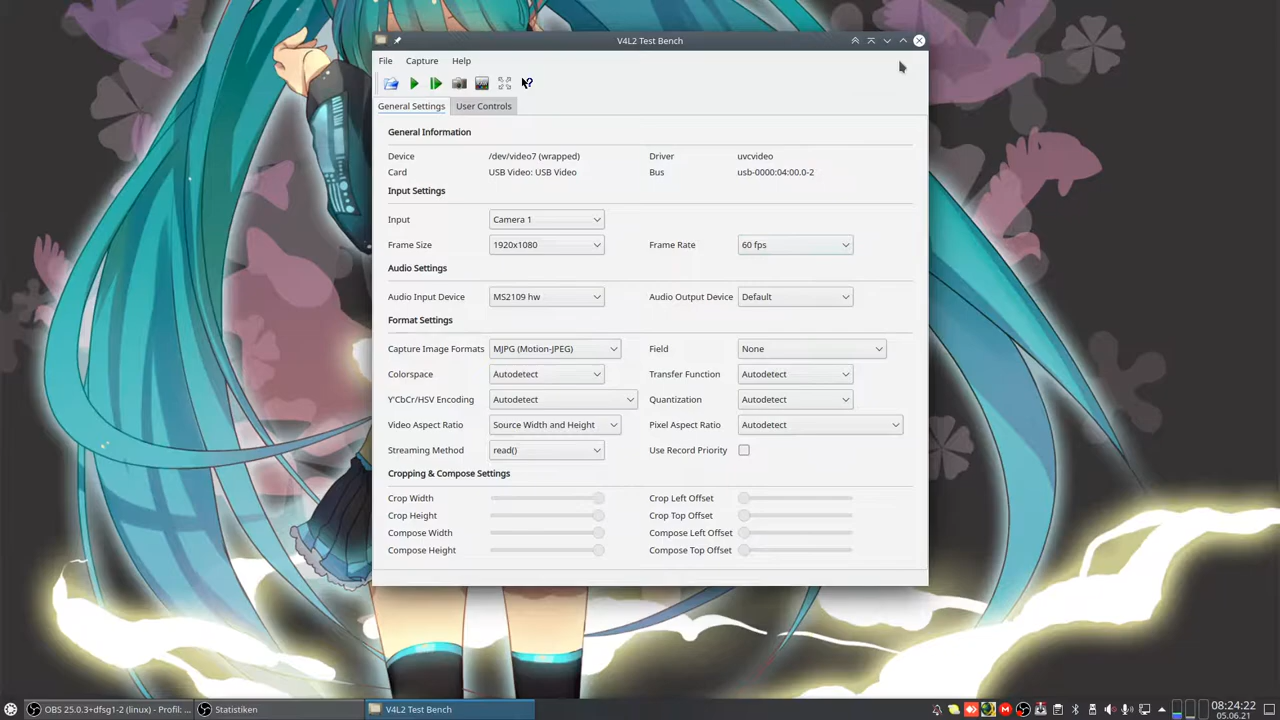 V4L2 Test Bench
File Capture Help
General Settings User Controls
General Information
Device /dev/video7 (wrapped) Driver uvcvideo
Card USB Video: USB Video Bus usb-0000:04:00.0-2
Input Settings
Input Camera 1
Frame Size 1920x1080 Frame Rate 60 fps
Audio Settings
Audio Input Device MS2109 hw Audio Output Device Default
Format Settings
Capture Image Formats MJPG (Motion-JPEG) Field None
Colorspace Autodetect Transfer Function Autodetect
Y'CbCr/HSV Encoding Autodetect Quantization Autodetect
Video Aspect Ratio Source Width and Height Pixel Aspect Ratio Autodetect
Streaming Method read() Use Record Priority
Cropping & Compose Settings
Crop Width Crop Left Offset
Crop Height Crop Top Offset
Compose Width Compose Left Offset
Compose Height Compose Top Offset
OBS 25.0.3+dfsg1-2 (linux) - Profil: ... Statistiken V4L2 Test Bench 08:24:22
05.06.21